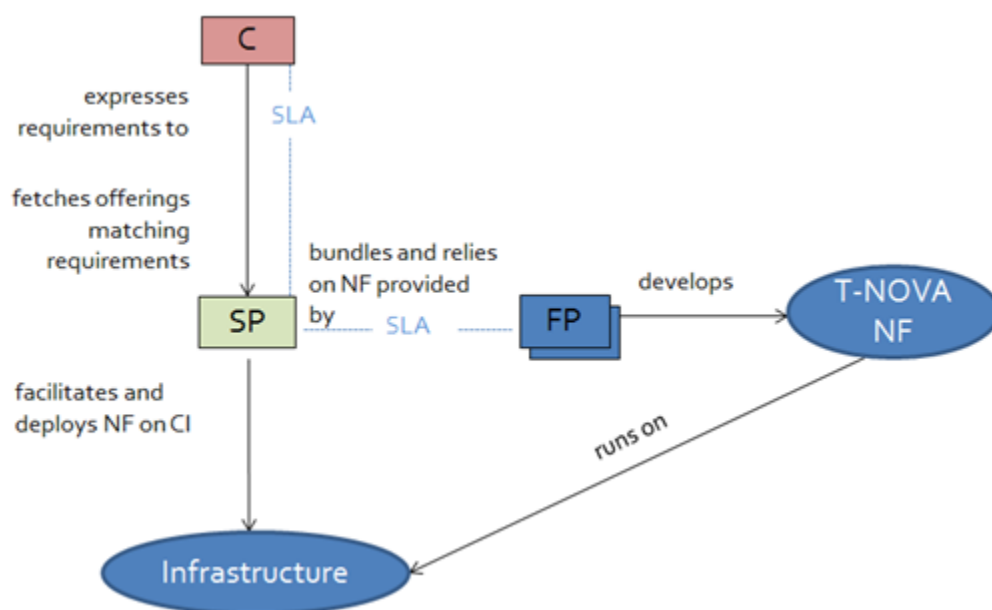 C
expresses
requirements to
SLA
fetches offerings
matching
requirements
bundles and relies
on NF provided
by
SP
SLA
FP
develops
T-NOVA
NF
facilitates and
deploys NF on CI
runs on
Infrastructure